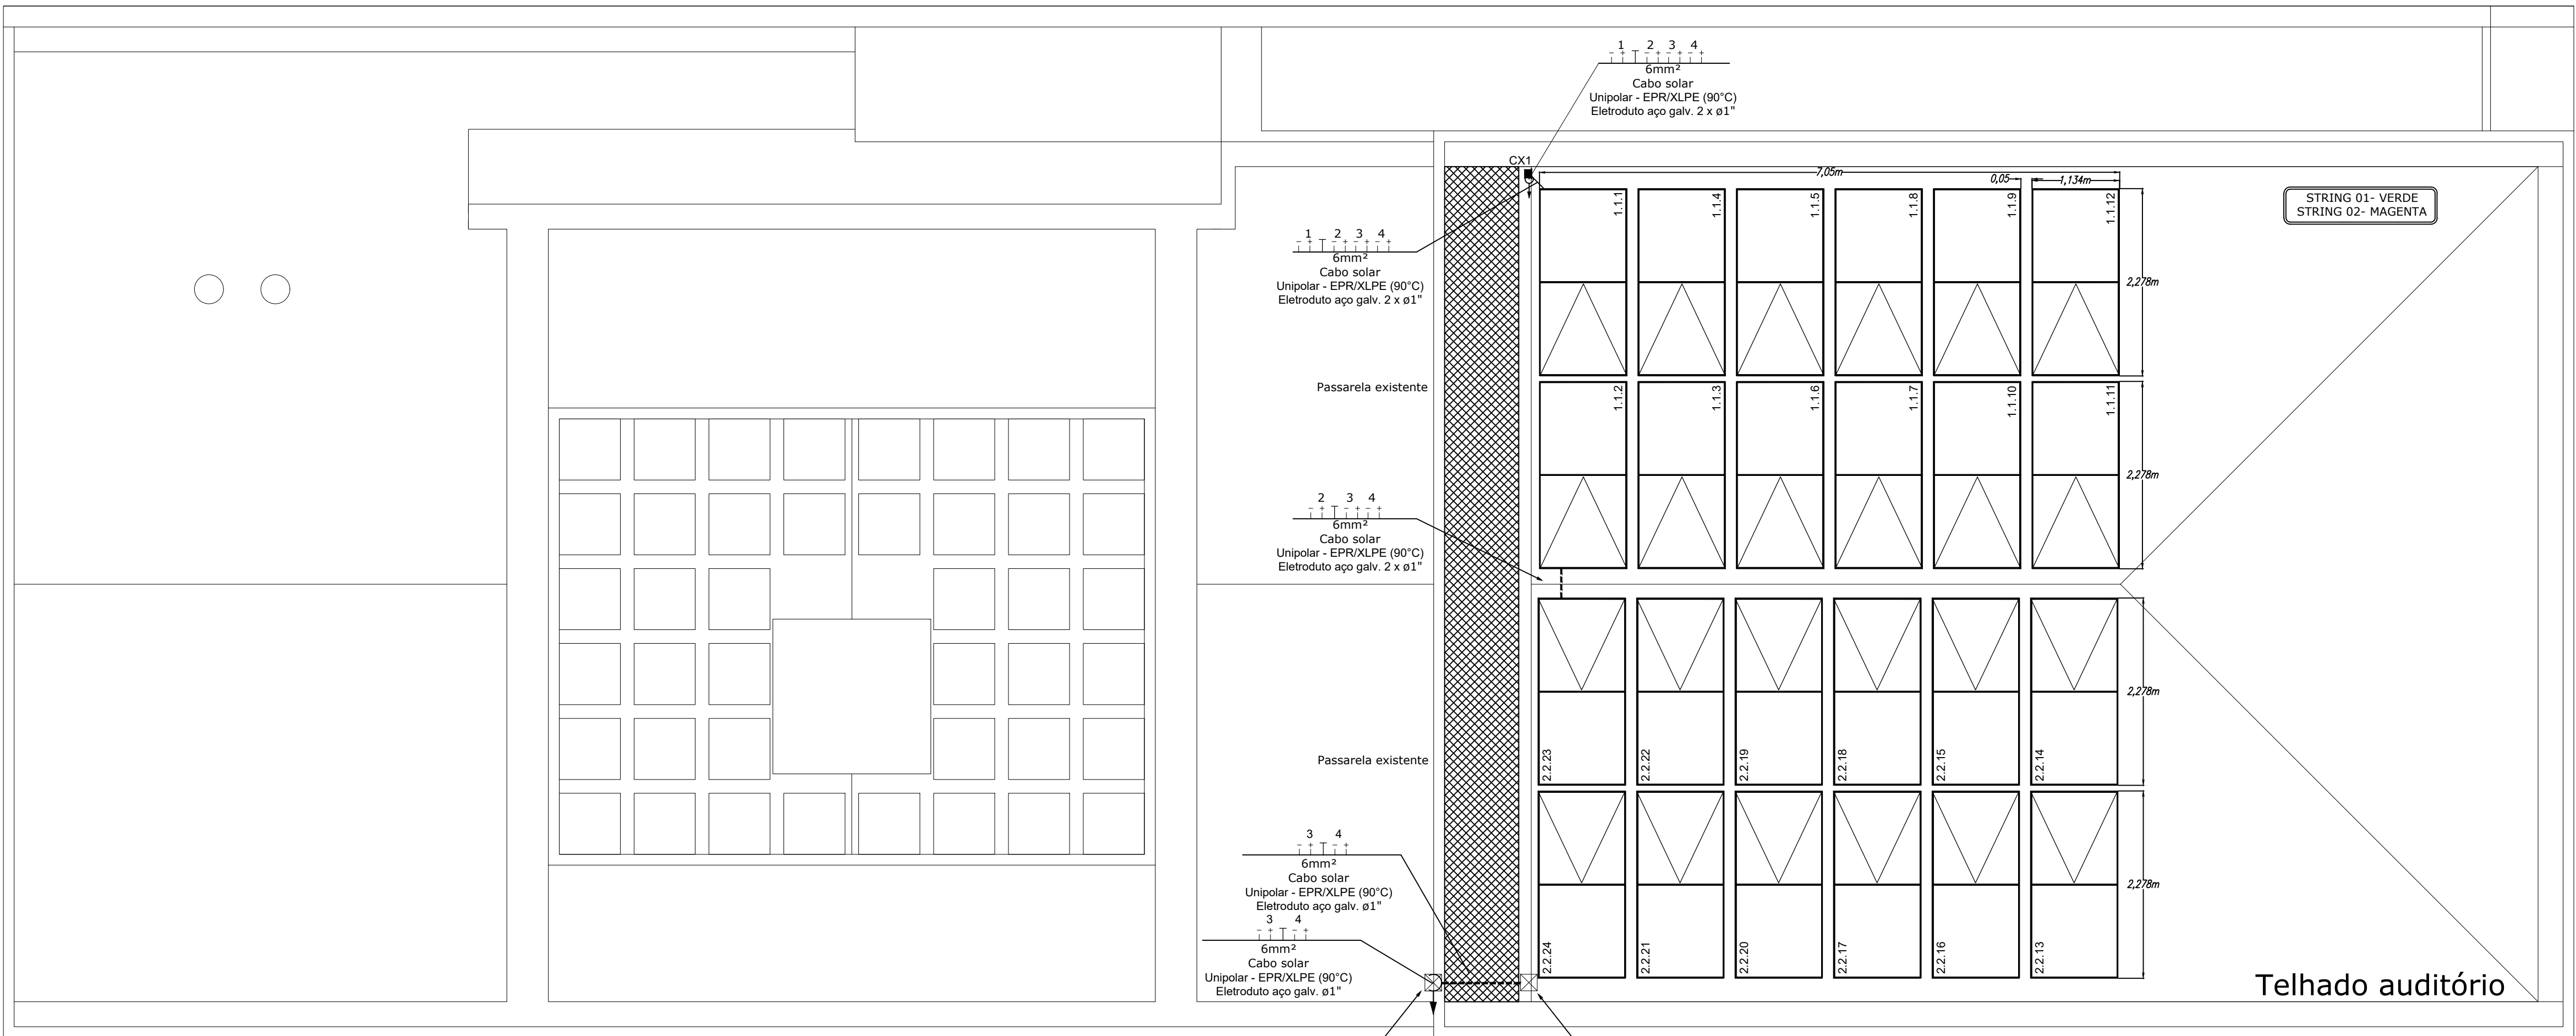 1 2 3 4
- + T - + - + - +
6mm²
Cabo solar
Unipolar - EPR/XLPE (90°C)
Eletroduto aço galv. 2 x ø1"
CX1
7,05m
0,05
1,134m
STRING 01- VERDE
STRING 02- MAGENTA
1.1.1
1.1.4
1.1.5
1.1.8
1.1.9
1.1.12
2,278m
1 2 3 4
- + T - + - + - +
6mm²
Cabo solar
Unipolar - EPR/XLPE (90°C)
Eletroduto aço galv. 2 x ø1"
Passarela existente
1.1.2
1.1.3
1.1.6
1.1.7
1.1.10
1.1.11
2,278m
2 3 4
- + T - + - +
6mm²
Cabo solar
Unipolar - EPR/XLPE (90°C)
Eletroduto aço galv. 2 x ø1"
2.2.23
2.2.22
2.2.19
2.2.18
2.2.15
2.2.14
2,278m
Passarela existente
3 4
- + T - +
6mm²
Cabo solar
Unipolar - EPR/XLPE (90°C)
Eletroduto aço galv. ø1"
2.2.24
2.2.21
2.2.20
2.2.17
2.2.16
2.2.13
2,278m
3 4
- + T - +
6mm²
Cabo solar
Unipolar - EPR/XLPE (90°C)
Eletroduto aço galv. ø1"
Telhado auditório